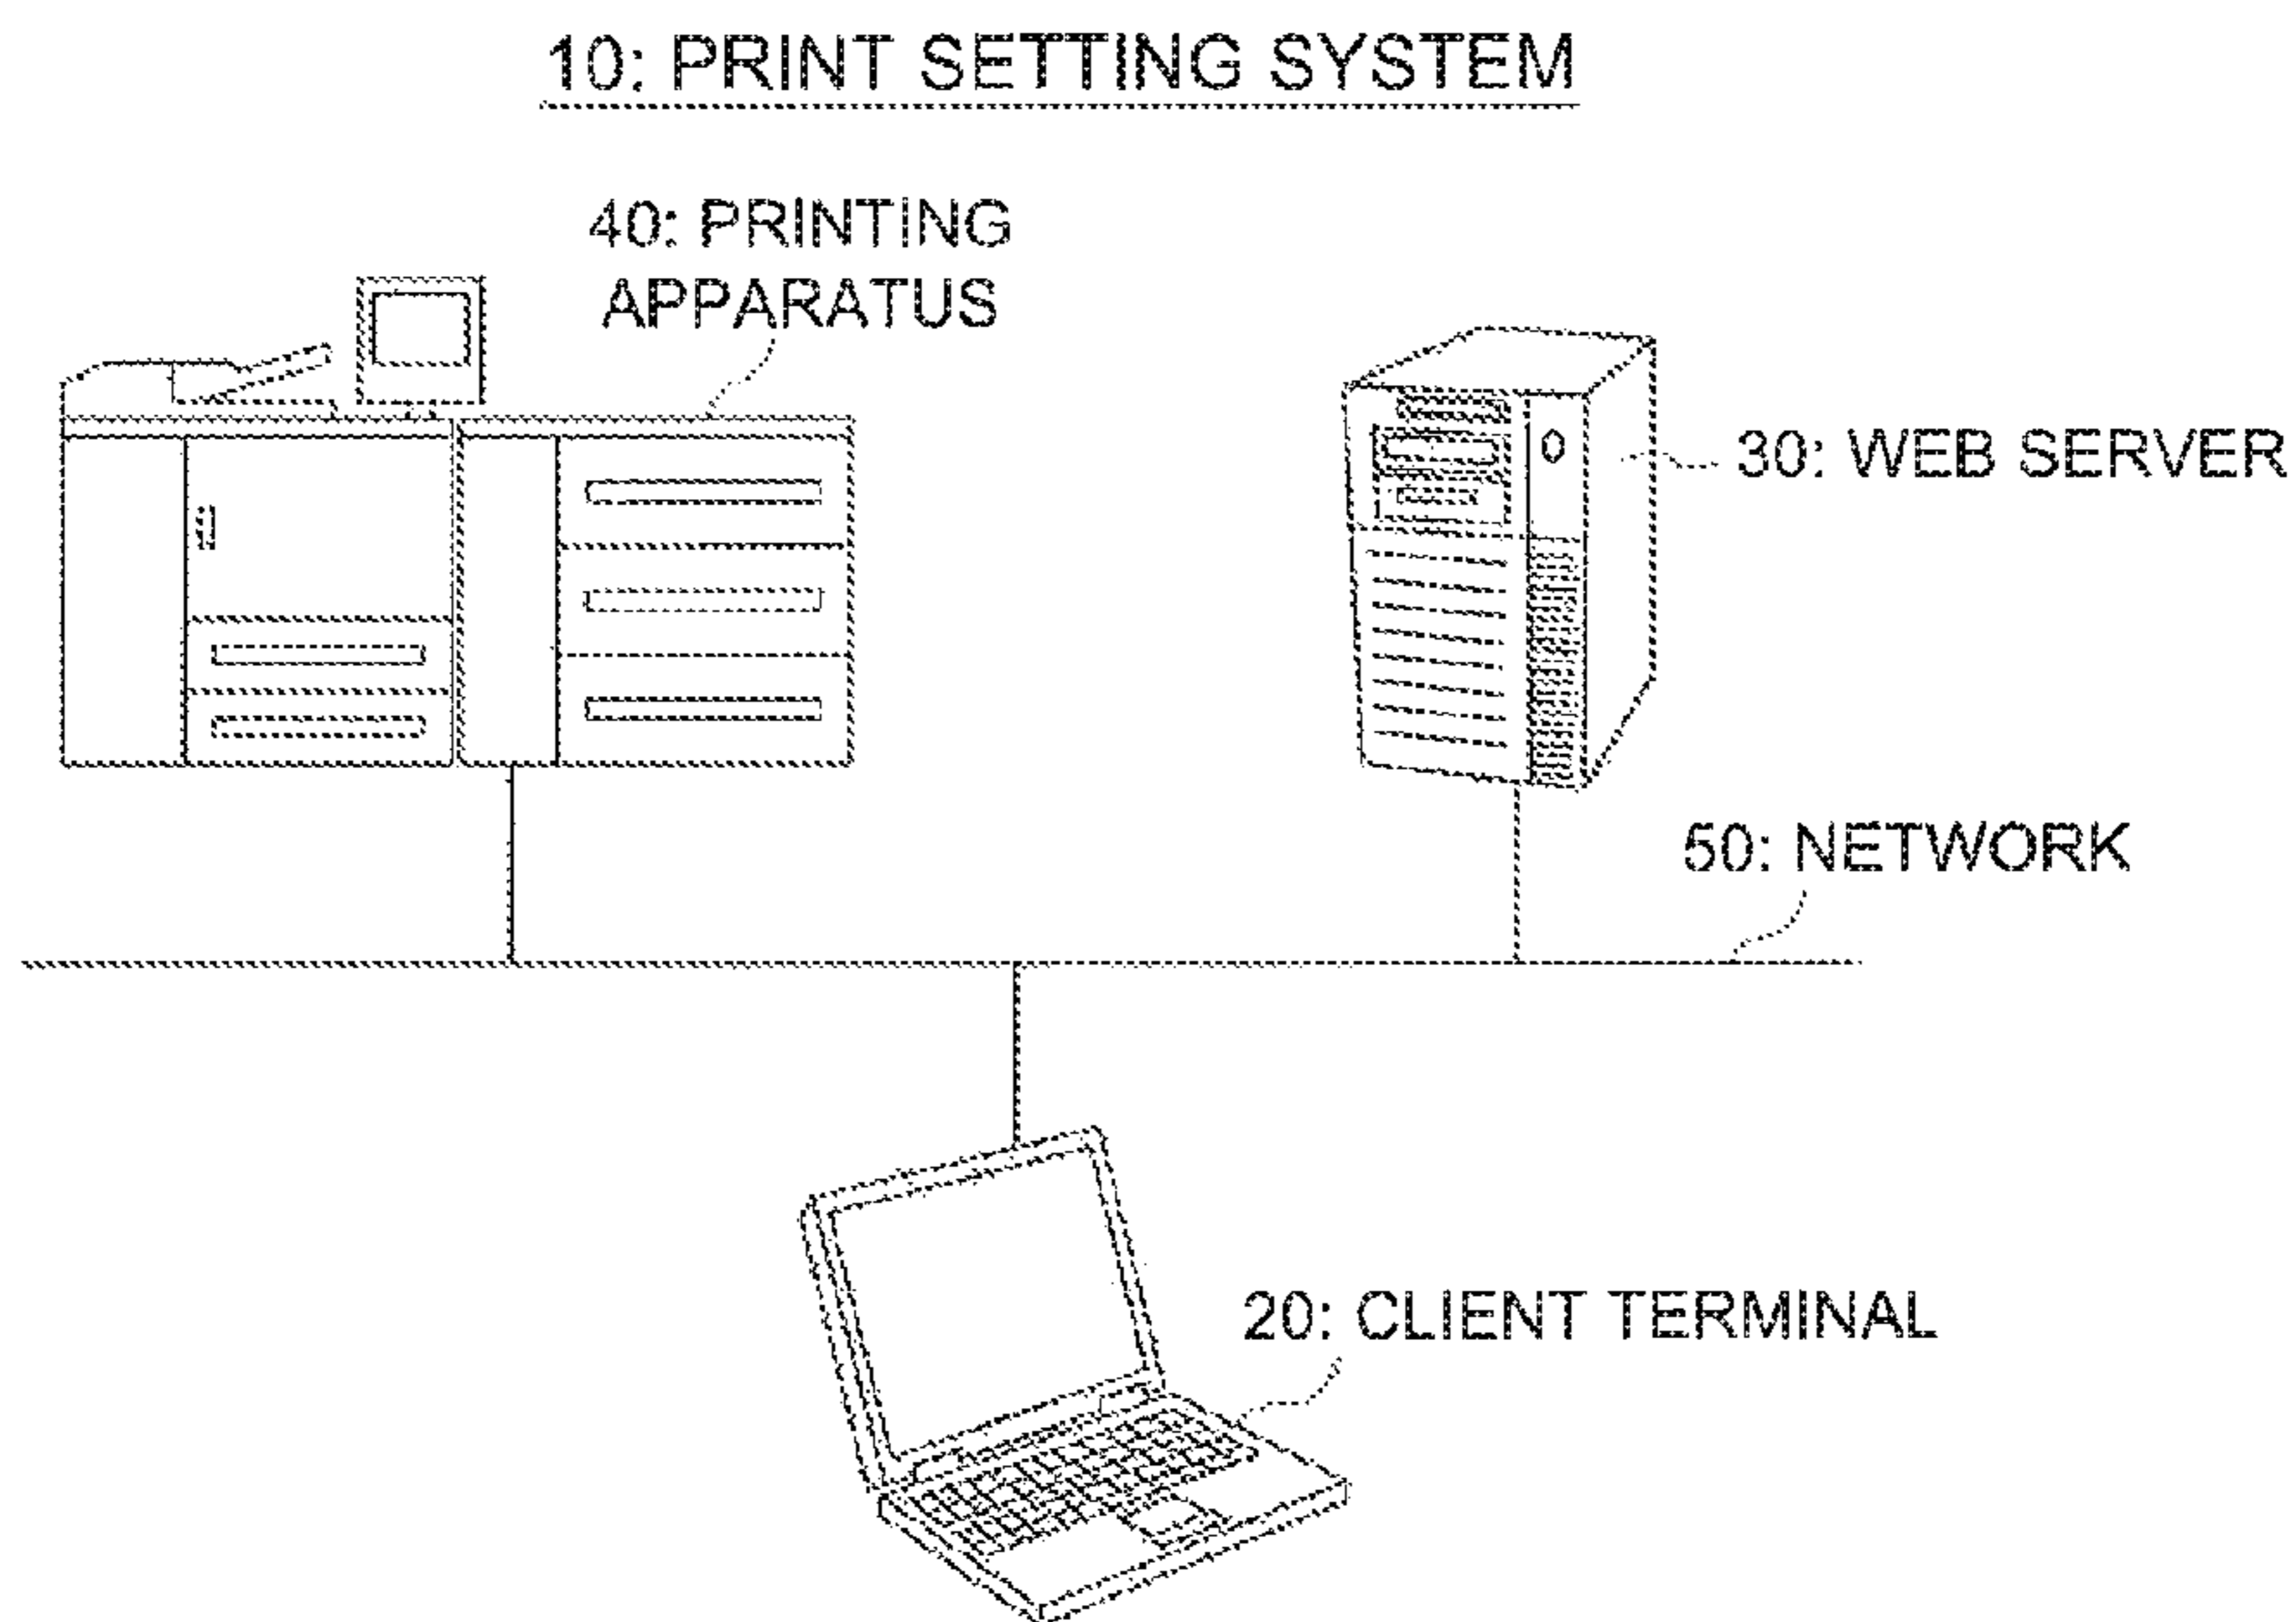 10: PRINT SETTING SYSTEM
40: PRINTING
APPARATUS
30: WEB SERVER
50: NETWORK
20: CLIENT TERMINAL